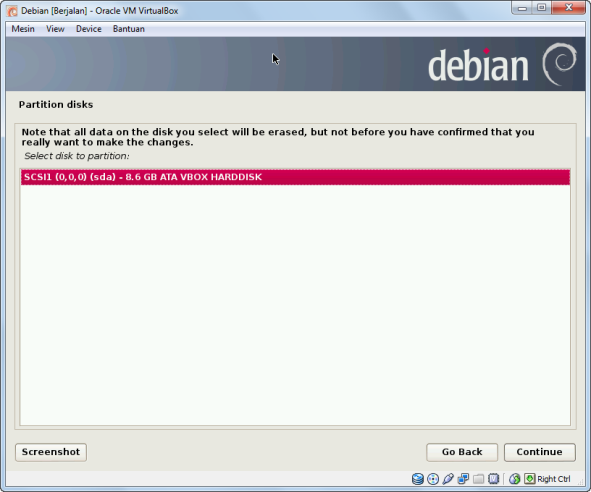 Debian [Berjalan] - Oracle VM VirtualBox
Mesin View Device Bantuan
debian
Partition disks
Note that all data on the disk you select will be erased, but not before you have confirmed that you
really want to make the changes.
Select disk to partition:
SCSI1 (0,0,0) (sda) - 8.6 GB ATA VBOX HARDDISK
Screenshot Go Back Continue
Right Ctrl